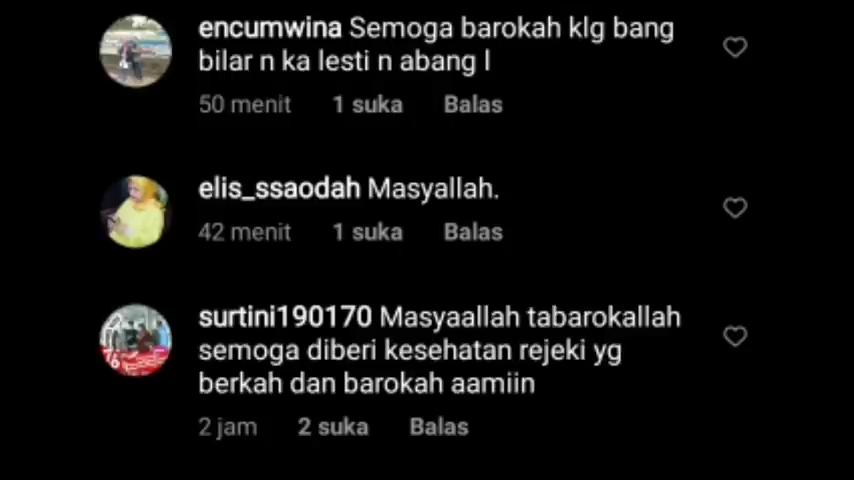 encumwina Semoga barokah klg bang
bilar n ka lesti n abang l
50 menit 1 suka Balas
elis_ssaodah Masyallah.
42 menit 1 suka Balas
surtini190170 Masyaallah tabarokallah
semoga diberi kesehatan rejeki yg
berkah dan barokah aamiin
2 jam 2 suka Balas